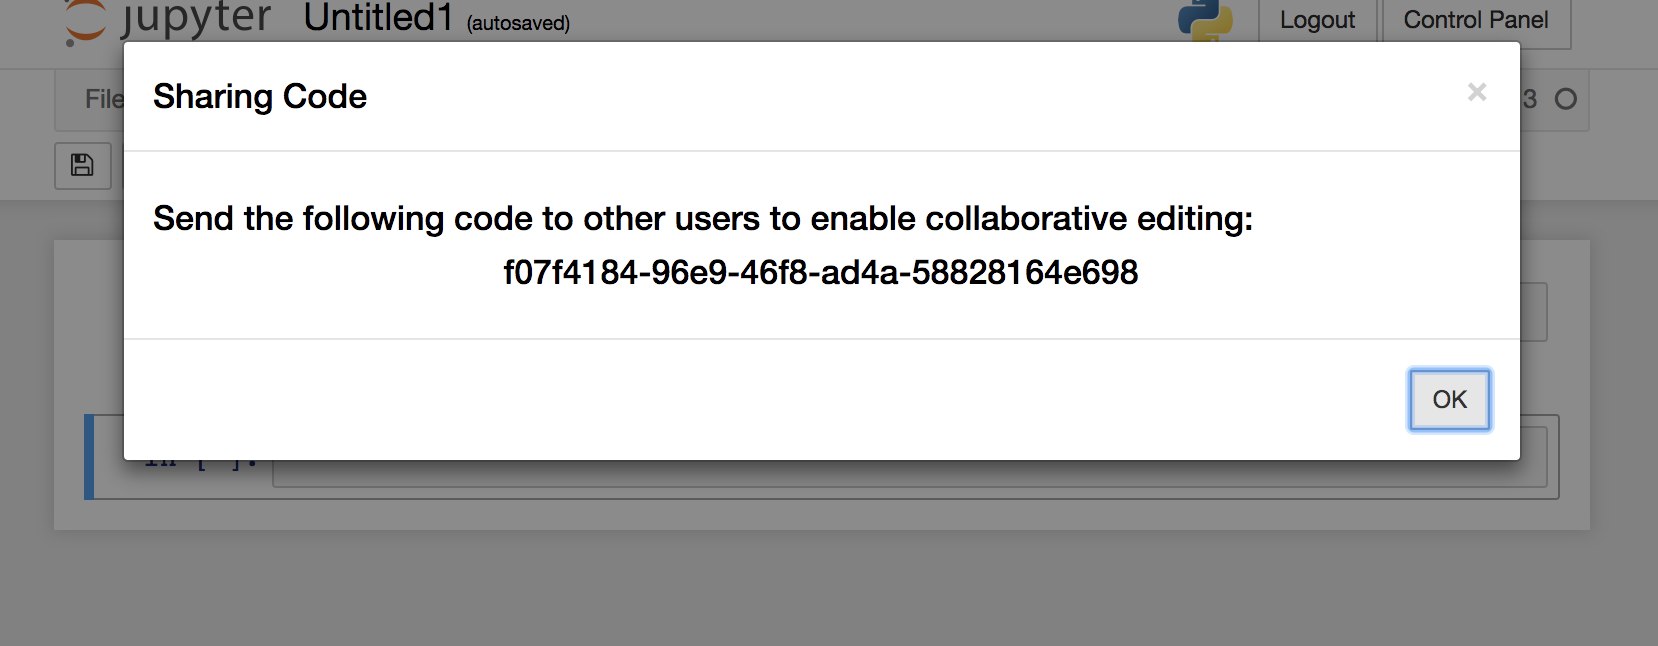 jupyter Untitled1 (autosaved) Logout Control Panel
File 3
Sharing Code ×
Send the following code to other users to enable collaborative editing:
f07f4184-96e9-46f8-ad4a-58828164e698
OK
In [ ]: